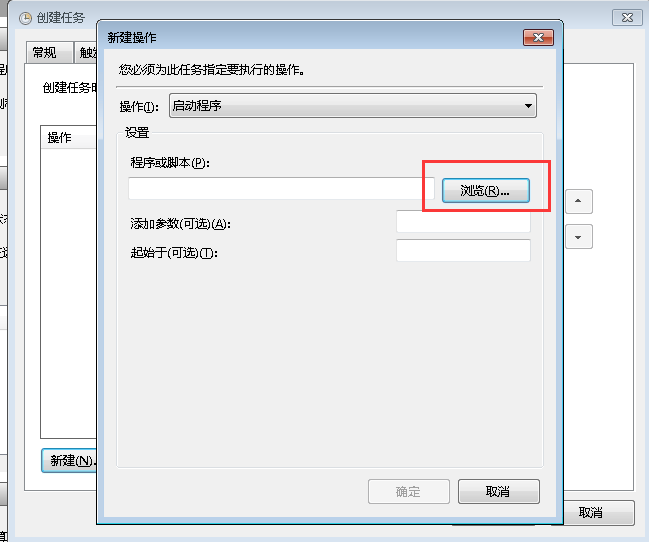 创建任务
常规
触发
新建操作
您必须为此任务指定要执行的操作。
操作(I):
启动程序
设置
程序或脚本(P):
浏览(R)...
添加参数(可选)(A):
起始于(可选)(T):
确定
取消
创建任务时
操作
新建(N)...
取消